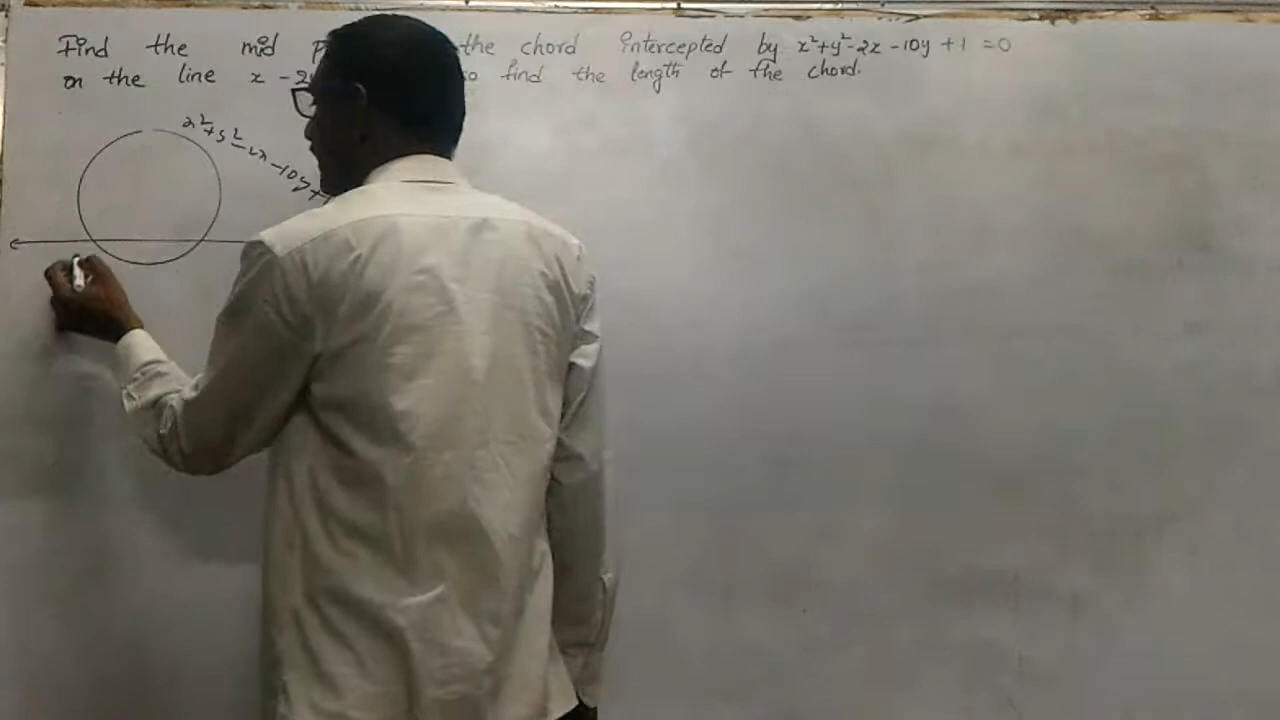 Find the mid the chord intercepted by x²+y²-2x-10y+1=0
on the line x - 2 find the length of the chord.
x²+y²-2x-10y+